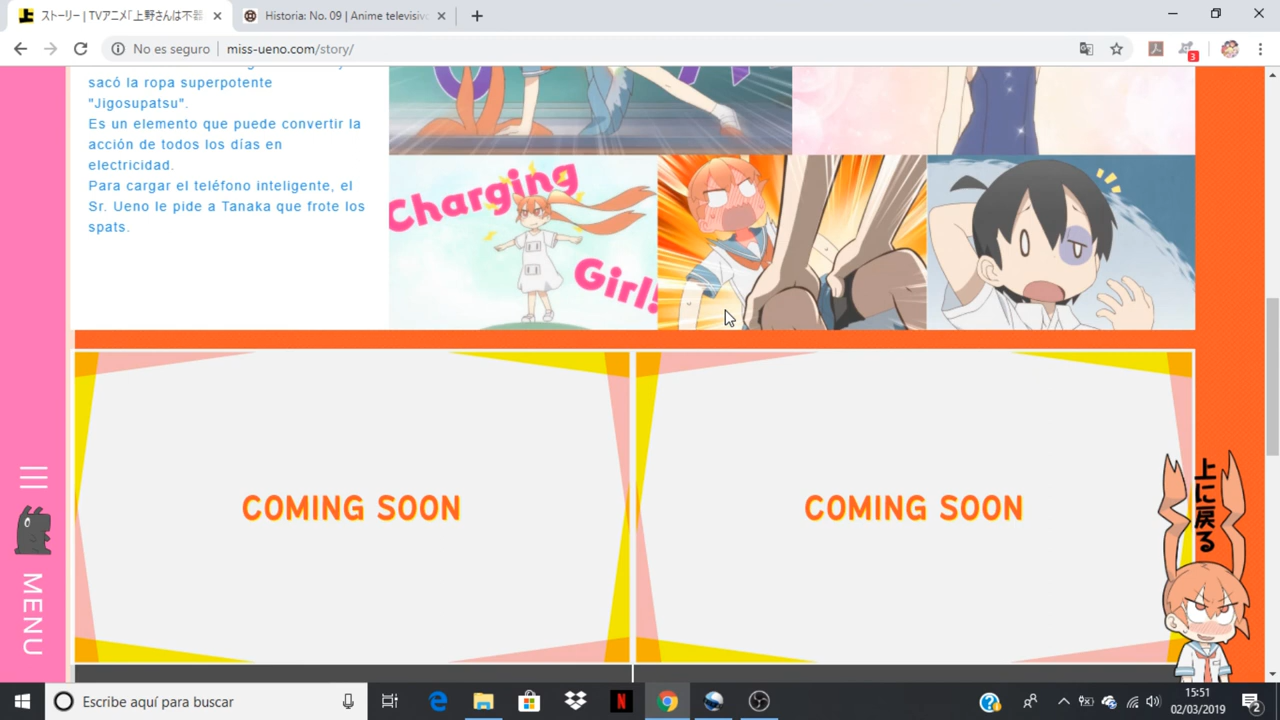 ストーリー | TVアニメ「上野さんは不器
Historia: No. 09 | Anime televisiv
No es seguro
miss-ueno.com/story/
3
sacó la ropa superpotente
"Jigosupatsu".
Es un elemento que puede convertir la
acción de todos los días en
electricidad.
Para cargar el teléfono inteligente, el
Sr. Ueno le pide a Tanaka que frote los
spats.
Charging
Girl!
COMING SOON
COMING SOON
上に戻る
MENU
Escribe aquí para buscar
15:51
02/03/2019
2